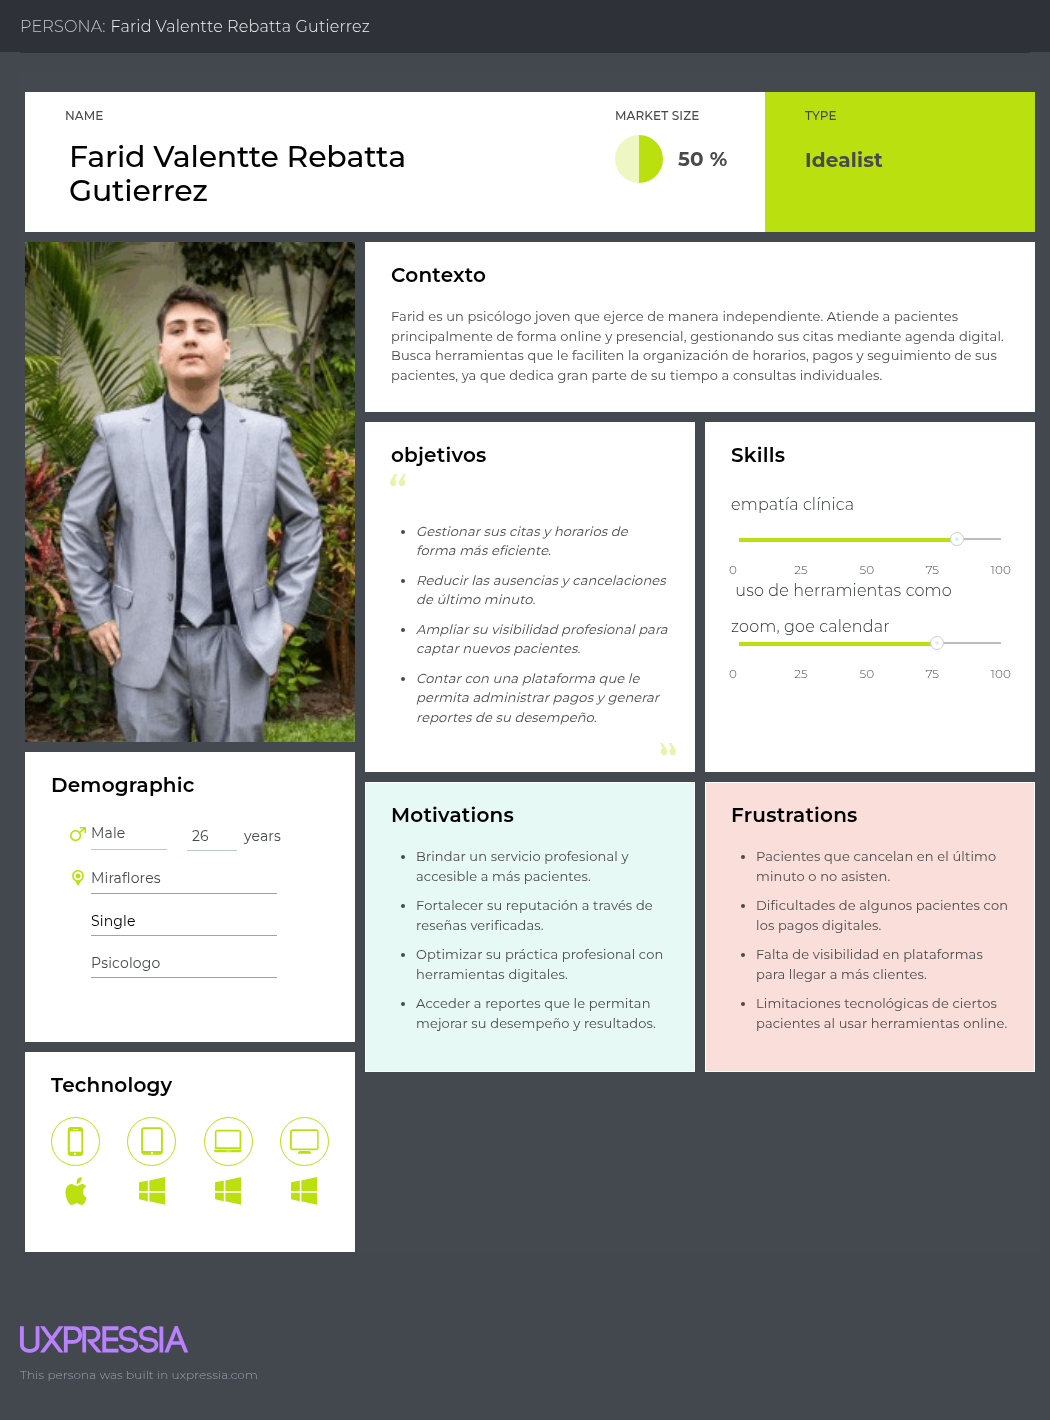 PERSONA: Farid Valentte Rebatta Gutierrez
NAME
Farid Valentte Rebatta
Gutierrez
MARKET SIZE
50 %
TYPE
Idealist
Contexto
Farid es un psicólogo joven que ejerce de manera independiente. Atiende a pacientes
principalmente de forma online y presencial, gestionando sus citas mediante agenda digital.
Busca herramientas que le faciliten la organización de horarios, pagos y seguimiento de sus
pacientes, ya que dedica gran parte de su tiempo a consultas individuales.
objetivos
“
• Gestionar sus citas y horarios de
forma más eficiente.
• Reducir las ausencias y cancelaciones
de último minuto.
• Ampliar su visibilidad profesional para
captar nuevos pacientes.
• Contar con una plataforma que le
permita administrar pagos y generar
reportes de su desempeño.
”
Skills
empatía clínica
0 25 50 75 100
uso de herramientas como
zoom, goe calendar
0 25 50 75 100
Demographic
Male 26 years
Miraflores
Single
Psicologo
Motivations
• Brindar un servicio profesional y
accesible a más pacientes.
• Fortalecer su reputación a través de
reseñas verificadas.
• Optimizar su práctica profesional con
herramientas digitales.
• Acceder a reportes que le permitan
mejorar su desempeño y resultados.
Frustrations
• Pacientes que cancelan en el último
minuto o no asisten.
• Dificultades de algunos pacientes con
los pagos digitales.
• Falta de visibilidad en plataformas
para llegar a más clientes.
• Limitaciones tecnológicas de ciertos
pacientes al usar herramientas online.
Technology
UXPRESSIA
This persona was built in uxpressia.com